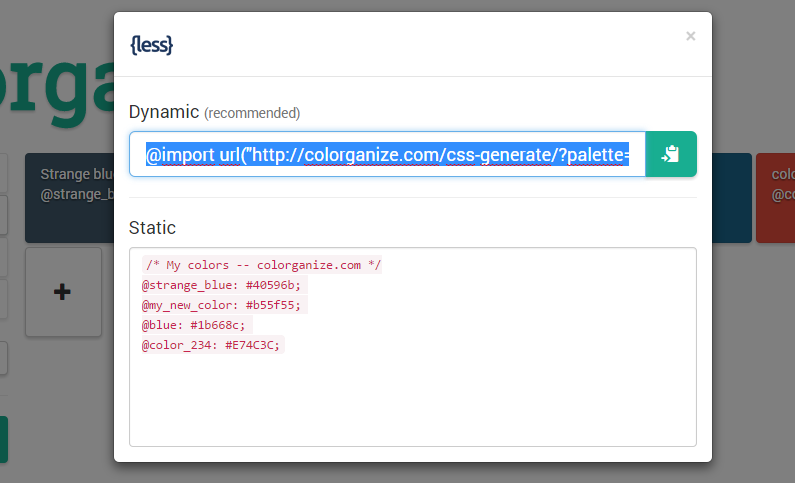 {less}
×
Dynamic (recommended)
@import url("http://colorganize.com/css-generate/?palette=
Static
/* My colors -- colorganize.com */
@strange_blue: #40596b;
@my_new_color: #b55f55;
@blue: #1b668c;
@color_234: #E74C3C;
orga
Strange blu
@strange_b
colo
@co
+